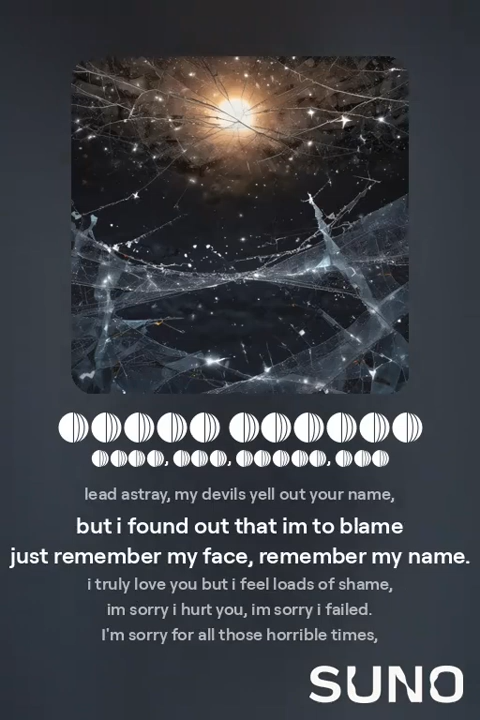 lead astray, my devils yell out your name,
but i found out that im to blame
just remember my face, remember my name.
i truly love you but i feel loads of shame,
im sorry i hurt you, im sorry i failed.
I'm sorry for all those horrible times,
SUNO